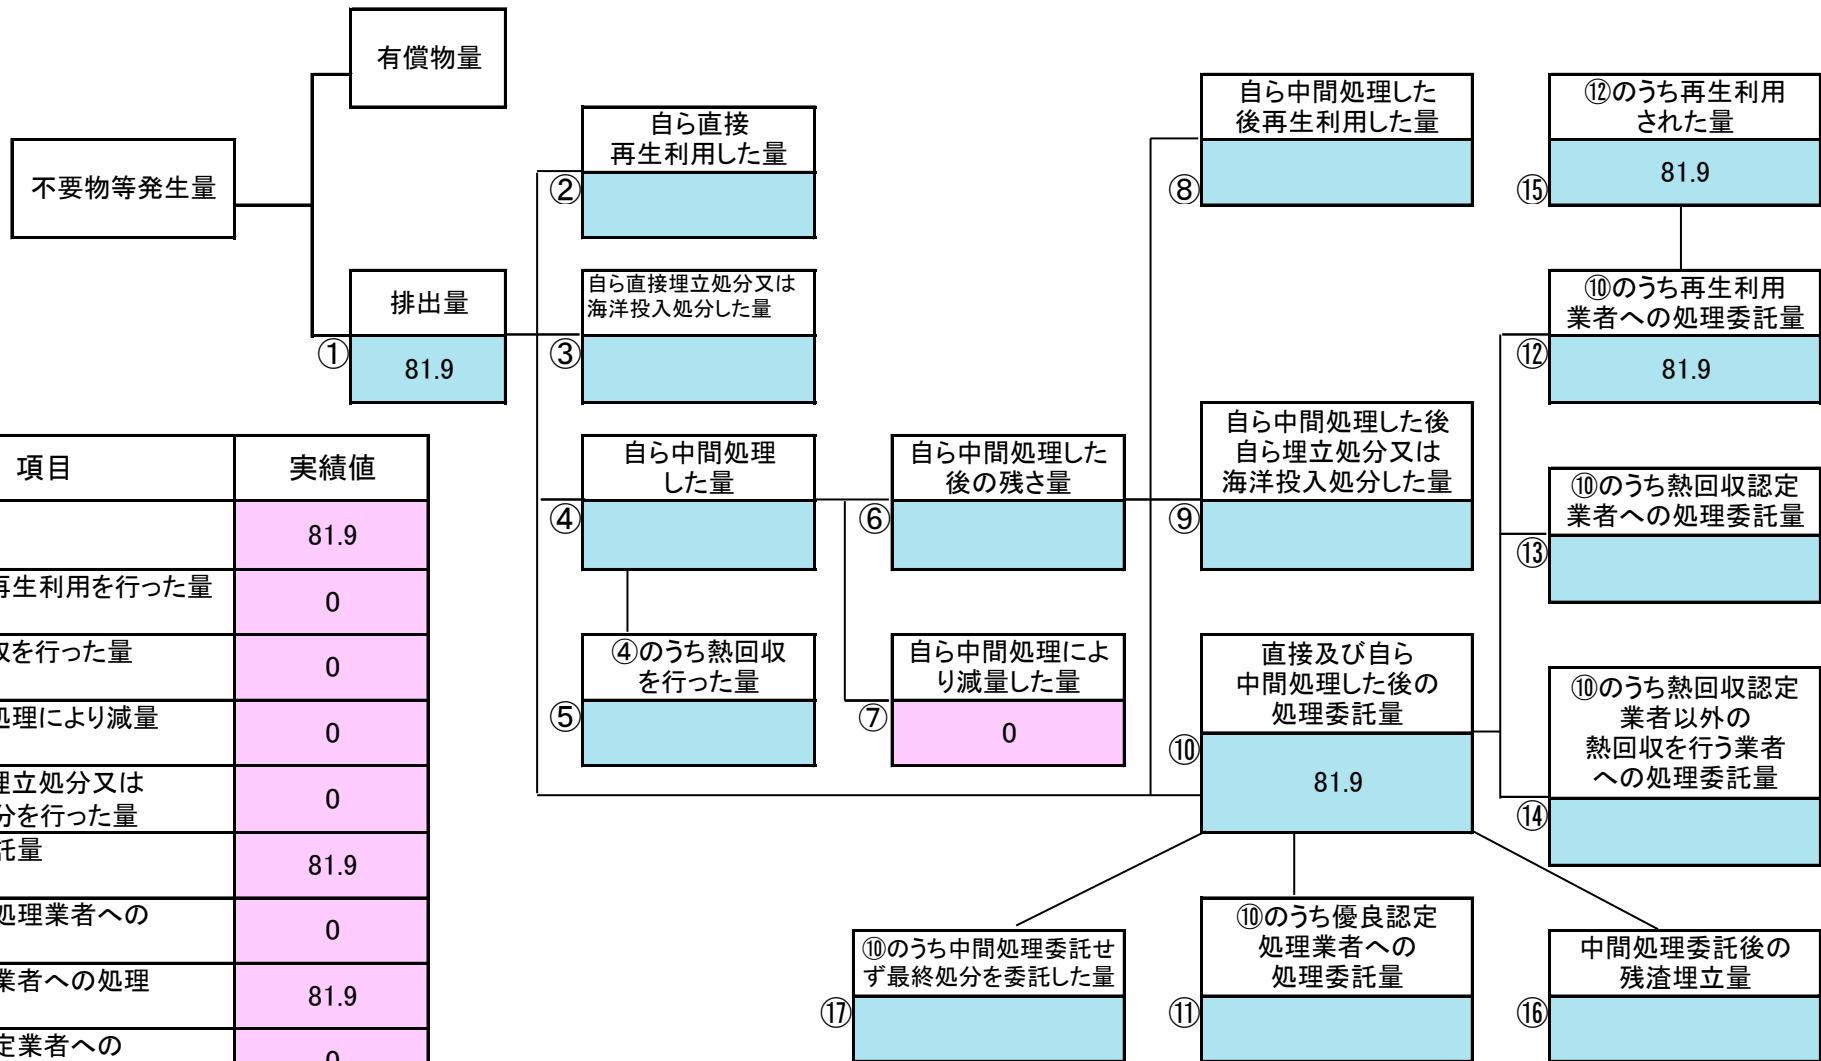 有償物量
不要物等発生量
排出量
①
81.9
自ら直接
再生利用した量
②
自ら直接埋立処分又は
海洋投入処分した量
③
自ら中間処理
した量
④
④のうち熱回収
を行った量
⑤
自ら中間処理した
後の残さ量
⑥
自ら中間処理によ
り減量した量
⑦
0
自ら中間処理した
後再生利用した量
⑧
自ら中間処理した後
自ら埋立処分又は
海洋投入処分した量
⑨
直接及び自ら
中間処理した後の
処理委託量
⑩
81.9
⑫のうち再生利用
された量
⑮
81.9
⑩のうち再生利用
業者への処理委託量
⑫
81.9
⑩のうち熱回収認定
業者への処理委託量
⑬
⑩のうち熱回収認定
業者以外の
熱回収を行う業者
への処理委託量
⑭
⑩のうち中間処理委託せ
ず最終処分を委託した量
⑰
⑩のうち優良認定
処理業者への
処理委託量
⑪
中間処理委託後の
残渣埋立量
⑯
項目
実績値
81.9
再生利用を行った量
0
を行った量
0
処理により減量
0
埋立処分又は
分を行った量
0
託量
81.9
処理業者への
0
業者への処理
81.9
定業者への
0